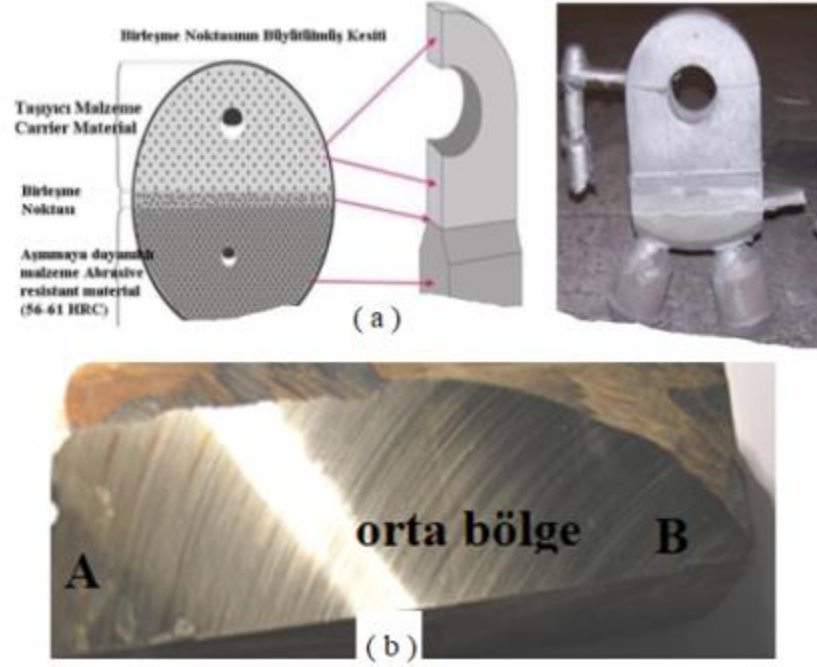 Birleşme Noktasının Büyütülmüş Kesiti
Taşıyıcı Malzeme
Carrier Material
Birleşme
Noktası
Aşınmaya dayanıklı
malzeme Abrasive
resistant material
(56-61 HRC)
( a )
orta bölge
A
B
( b )